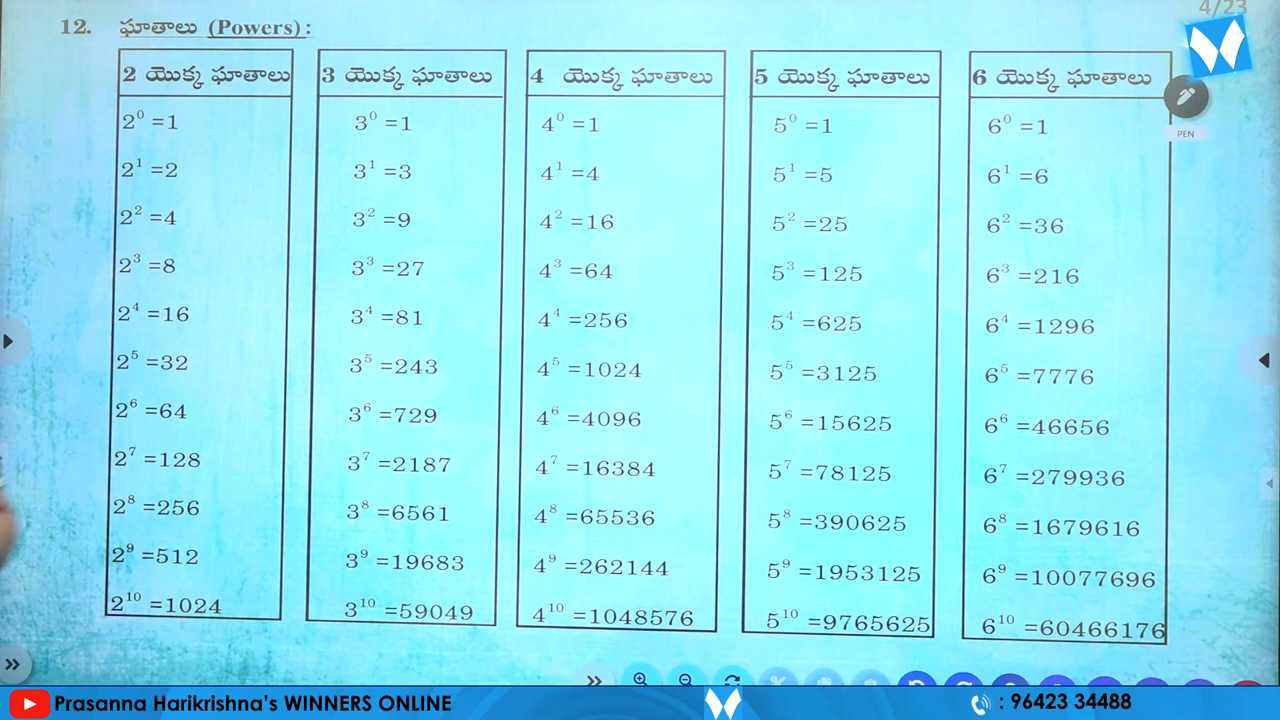 4/23
12. ఘాతాలు (Powers) :
2 యొక్క ఘాతాలు 3 యొక్క ఘాతాలు 4 యొక్క ఘాతాలు 5 యొక్క ఘాతాలు 6 యొక్క ఘాతాలు
2⁰ =1 3⁰ =1 4⁰ =1 5⁰ =1 6⁰ =1
PEN
2¹ =2 3¹ =3 4¹ =4 5¹ =5 6¹ =6
2² =4 3² =9 4² =16 5² =25 6² =36
2³ =8 3³ =27 4³ =64 5³ =125 6³ =216
2⁴ =16 3⁴ =81 4⁴ =256 5⁴ =625 6⁴ =1296
2⁵ =32 3⁵ =243 4⁵ =1024 5⁵ =3125 6⁵ =7776
2⁶ =64 3⁶ =729 4⁶ =4096 5⁶ =15625 6⁶ =46656
2⁷ =128 3⁷ =2187 4⁷ =16384 5⁷ =78125 6⁷ =279936
2⁸ =256 3⁸ =6561 4⁸ =65536 5⁸ =390625 6⁸ =1679616
2⁹ =512 3⁹ =19683 4⁹ =262144 5⁹ =1953125 6⁹ =10077696
2¹⁰ =1024 3¹⁰ =59049 4¹⁰ =1048576 5¹⁰ =9765625 6¹⁰ =60466176
Prasanna Harikrishna's WINNERS ONLINE : 96423 34488